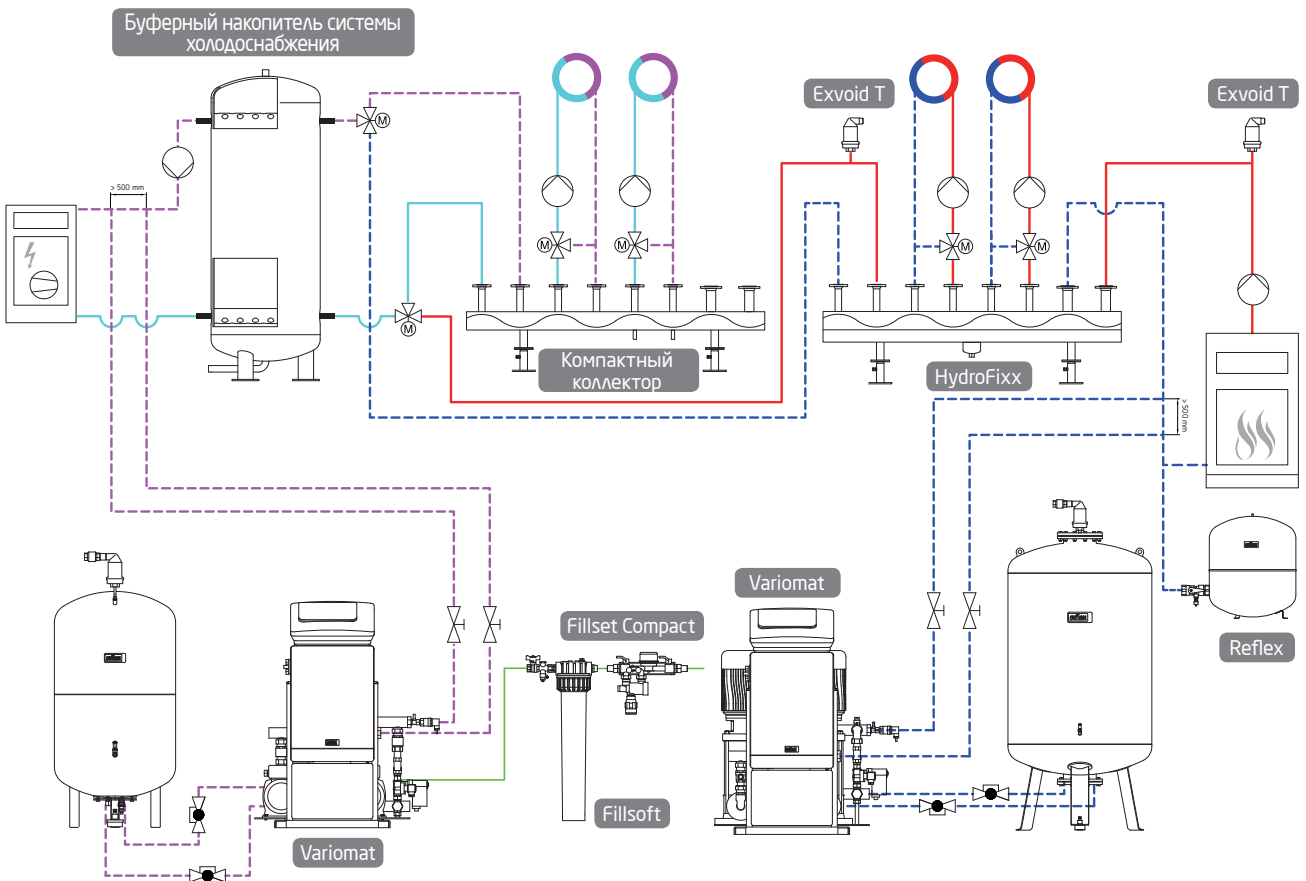 Буферный накопитель системы
холодоснабжения
Exvoid T
Exvoid T
M
> 500 mm
M
M
M
M
M
Компактный
коллектор
HydroFixx
> 500 mm
Variomat
Fillset Compact
Reflex
Fillsoft
Variomat